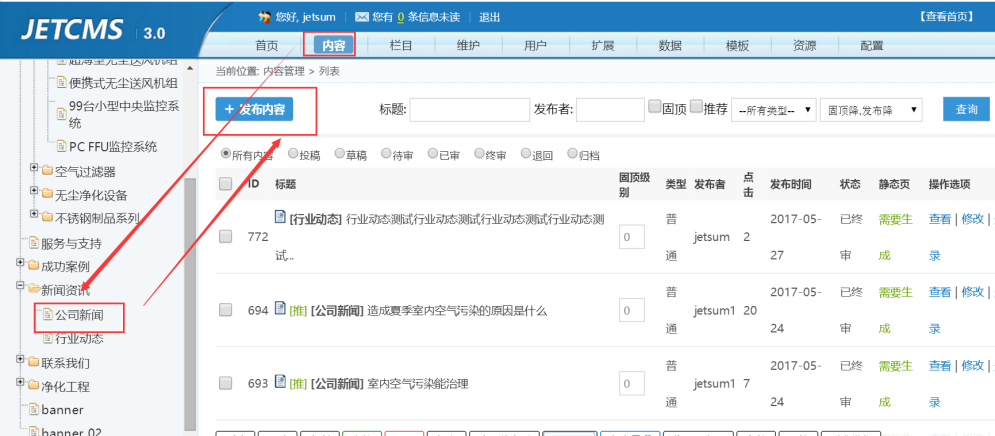 JETCMS 3.0
您好, jetsum
您有 0 条信息未读
退出
【查看首页】
首页 内容 栏目 维护 用户 扩展 数据 模板 资源 配置
超薄型无尘送风机组
便携式无尘送风机组
99台小型中央监控系
统
PC FFU监控系统
空气过滤器
无尘净化设备
不锈钢制品系列
服务与支持
成功案例
新闻资讯
公司新闻
行业动态
联系我们
净化工程
banner
banner 02
当前位置: 内容管理 > 列表
+ 发布内容
标题: 发布者: 固顶 推荐 --所有类型-- 固顶降,发布降 查询
所有内容 投稿 草稿 待审 已审 终审 退回 归档
ID 标题 固顶级别 类型 发布者 点击 发布时间 状态 静态页 操作选项
772 [行业动态] 行业动态测试行业动态测试行业动态测试行业动态测试... 0 普通 jetsum 2 2017-05-27 已终审 需要生成 查看 | 修改 | 录
694 [推] [公司新闻] 造成夏季室内空气污染的原因是什么 0 普通 jetsum1 20 2017-05-24 已终审 需要生成 查看 | 修改 | 录
693 [推] [公司新闻] 室内空气污染能治理 0 普通 jetsum1 7 2017-05-24 已终审 需要生成 查看 | 修改 | 录